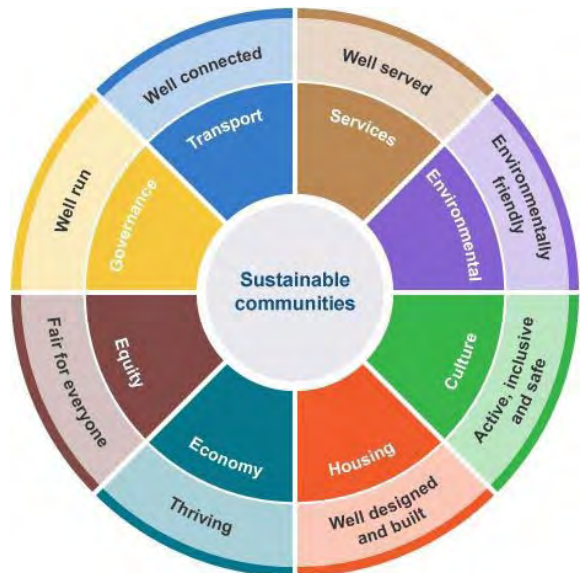 Sustainable
communities
Transport
Well connected
Services
Well served
Environmental
Environmentally
friendly
Culture
Active, inclusive
and safe
Housing
Well designed
and built
Economy
Thriving
Equity
Fair for everyone
Governance
Well run